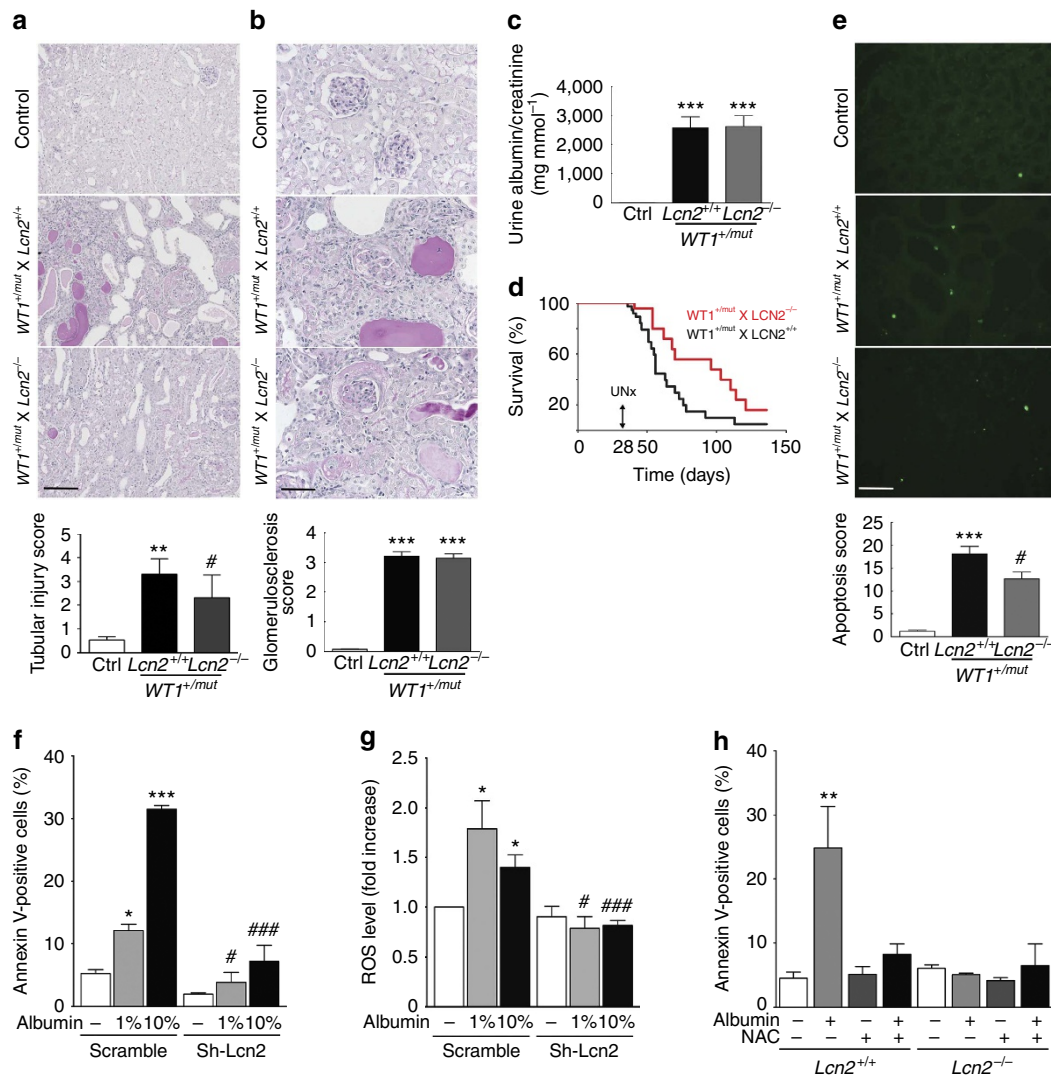 a
Control
WT1+/mut X Lcn2+/+
WT1+/mut X Lcn2−/−
Tubular injury score
5
4
3
2
1
0
**
#
Ctrl Lcn2+/+ Lcn2−/−
WT1+/mut
b
Control
WT1+/mut X Lcn2+/+
WT1+/mut X Lcn2−/−
Glomerulosclerosis
score
4
3
2
1
0
*** ***
Ctrl Lcn2+/+ Lcn2−/−
WT1+/mut
c
Urine albumin/creatinine
(mg mmol−1)
4,000
3,000
2,000
1,000
0
*** ***
Ctrl Lcn2+/+ Lcn2−/−
WT1+/mut
d
Survival (%)
100
60
20
WT1+/mut X LCN2−/−
WT1+/mut X LCN2+/+
UNx
0 28 50 100 150
Time (days)
e
Control
WT1+/mut X Lcn2+/+
WT1+/mut X Lcn2−/−
Apoptosis score
25
20
15
10
5
0
***
#
Ctrl Lcn2+/+ Lcn2−/−
WT1+/mut
f
Annexin V-positive cells (%)
40
30
20
10
0
*
***
#
###
Albumin – 1% 10% – 1% 10%
Scramble Sh-Lcn2
g
ROS level (fold increase)
2.5
2.0
1.5
1.0
0.5
0
*
*
#
###
Albumin – 1% 10% – 1% 10%
Scramble Sh-Lcn2
h
Annexin V-positive cells (%)
40
30
20
10
0
**
Albumin – + – + – + – +
NAC – – + + – – + +
Lcn2+/+ Lcn2−/−